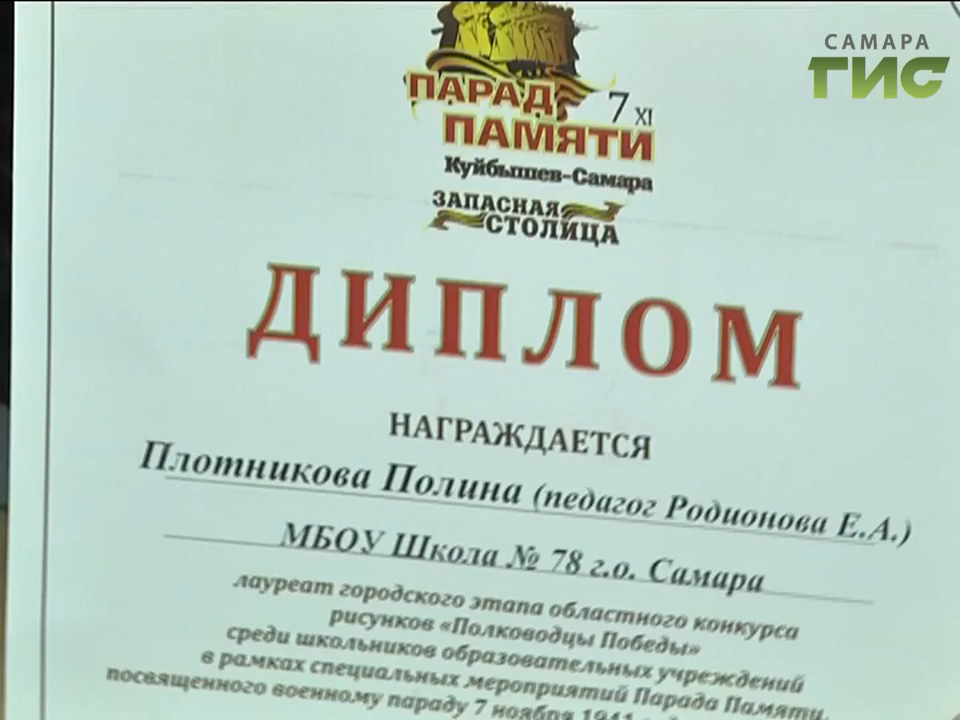 САМАРА
ГИС
ПАРАД
7 XI
ПАМЯТИ
Куйбышев-Самара
ЗАПАСНАЯ
СТОЛИЦА
ДИПЛОМ
НАГРАЖДАЕТСЯ
Плотникова Полина (педагог Родионова Е.А.)
МБОУ Школа № 78 г.о. Самара
лауреат городского этапа областного конкурса
рисунков «Полководцы Победы»
среди школьников образовательных учреждений
в рамках специальных мероприятий Парада Памяти,
посвященного военному параду 7 ноября 1941